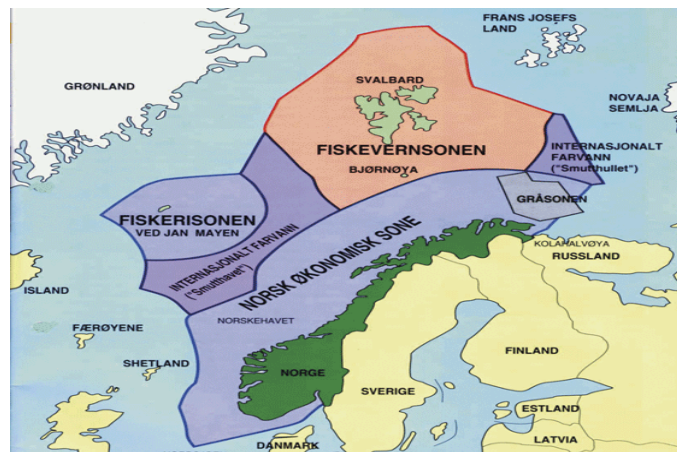 FRANS JOSEFS
LAND
GRØNLAND
SVALBARD
NOVAJA
SEMLJA
FISKEVERNSONEN
BJØRNØYA
INTERNASJONALT
FARVANN
("Smutthullet")
GRÅSONEN
FISKERISONEN
VED JAN MAYEN
INTERNASJONALT FARVANN
("Smutthavet")
NORSK ØKONOMISK SONE
KOLAHALVØYA
RUSSLAND
ISLAND
NORSKEHAVET
FÆRØYENE
SHETLAND
FINLAND
NORGE
SVERIGE
ESTLAND
DANMARK
LATVIA